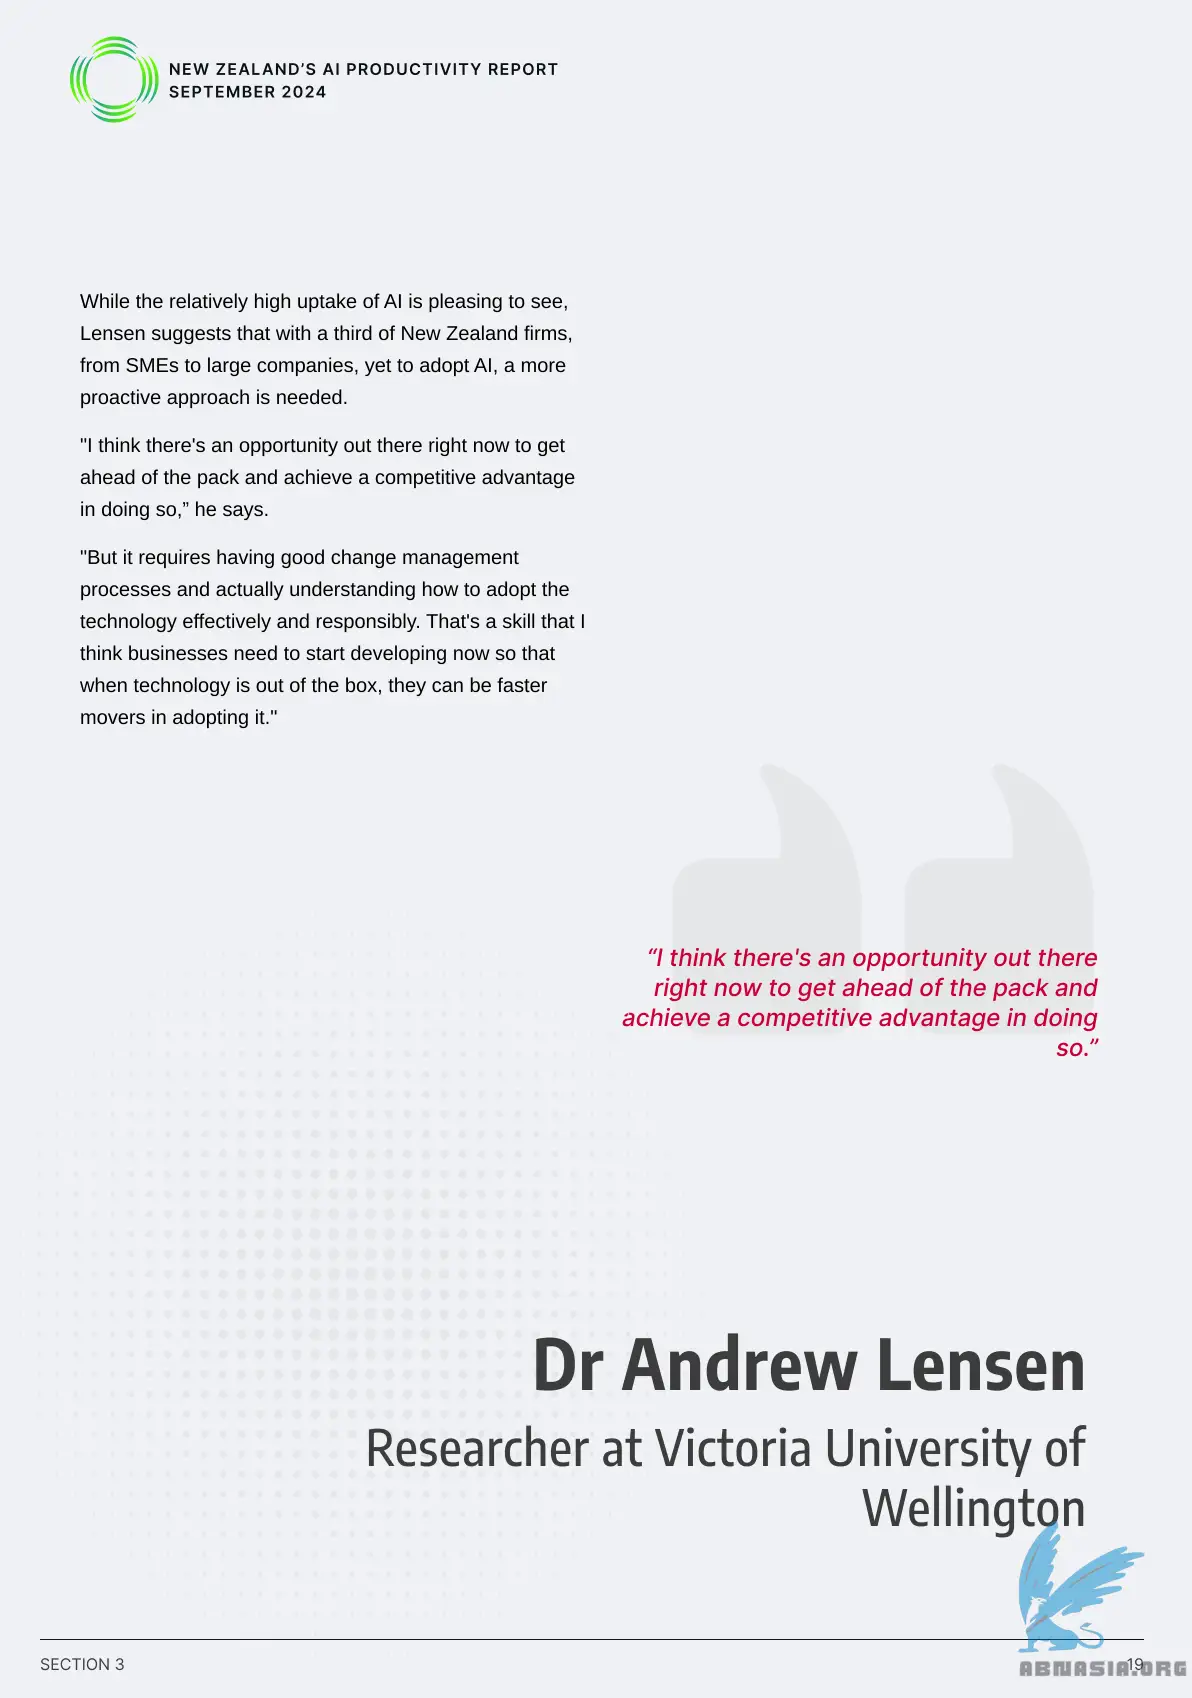 NEW ZEALAND’S AI PRODUCTIVITY REPORT
SEPTEMBER 2024
While the relatively high uptake of AI is pleasing to see,
Lensen suggests that with a third of New Zealand firms,
from SMEs to large companies, yet to adopt AI, a more
proactive approach is needed.
"I think there's an opportunity out there right now to get
ahead of the pack and achieve a competitive advantage
in doing so,” he says.
"But it requires having good change management
processes and actually understanding how to adopt the
technology effectively and responsibly. That's a skill that I
think businesses need to start developing now so that
when technology is out of the box, they can be faster
movers in adopting it."
“I think there's an opportunity out there
right now to get ahead of the pack and
achieve a competitive advantage in doing
so.”
Dr Andrew Lensen
Researcher at Victoria University of
Wellington
SECTION 3
19
ABNASIA.ORG